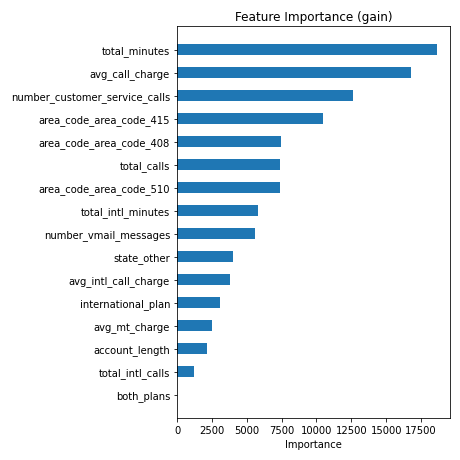 Feature Importance (gain)
total_minutes
avg_call_charge
number_customer_service_calls
area_code_area_code_415
area_code_area_code_408
total_calls
area_code_area_code_510
total_intl_minutes
number_vmail_messages
state_other
avg_intl_call_charge
international_plan
avg_mt_charge
account_length
total_intl_calls
both_plans
0 2500 5000 7500 10000 12500 15000 17500
Importance